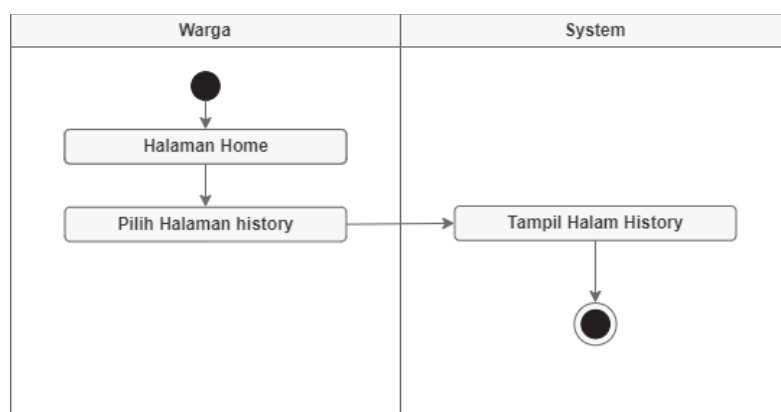 Warga
System
Halaman Home
Pilih Halaman history
Tampil Halam History